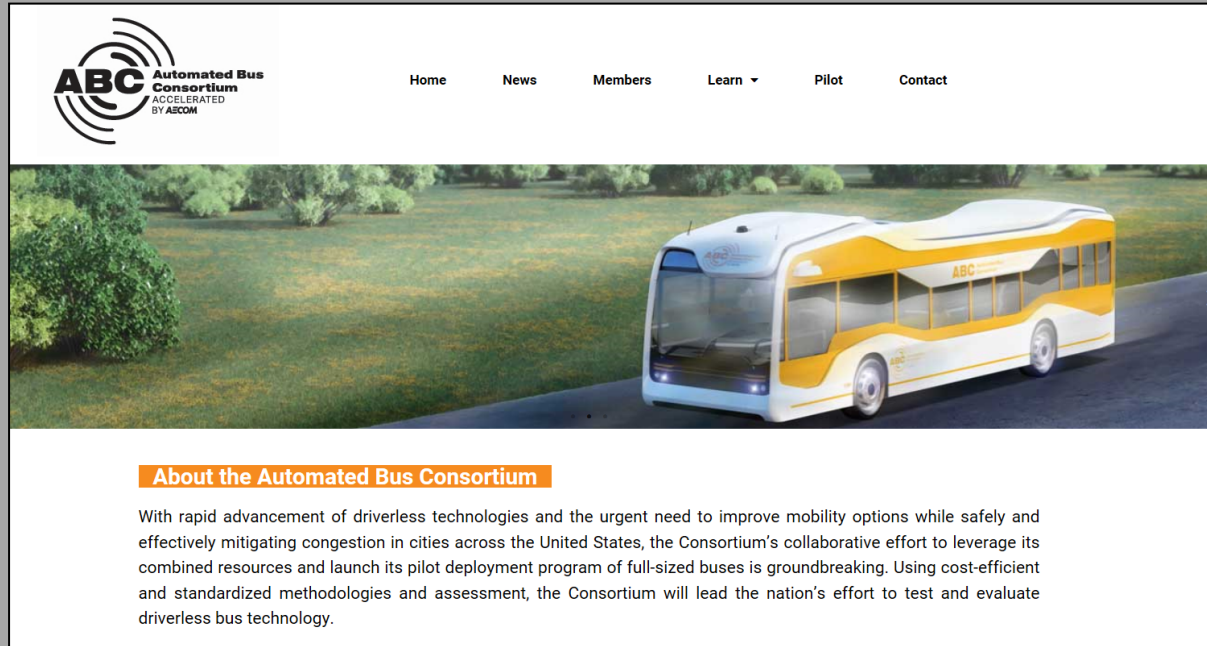 ABC
Automated Bus
Consortium
ACCELERATED
BY AECOM
Home
News
Members
Learn
Pilot
Contact
ABC
ABC
About the Automated Bus Consortium
With rapid advancement of driverless technologies and the urgent need to improve mobility options while safely and
effectively mitigating congestion in cities across the United States, the Consortium’s collaborative effort to leverage its
combined resources and launch its pilot deployment program of full-sized buses is groundbreaking. Using cost-efficient
and standardized methodologies and assessment, the Consortium will lead the nation’s effort to test and evaluate
driverless bus technology.